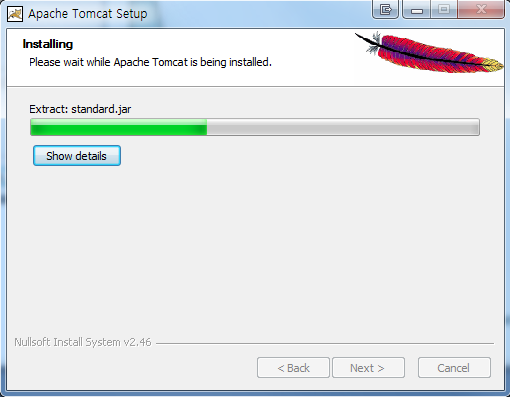 Apache Tomcat Setup
Installing
Please wait while Apache Tomcat is being installed.
Extract: standard.jar
Show details
Nullsoft Install System v2.46
< Back
Next >
Cancel